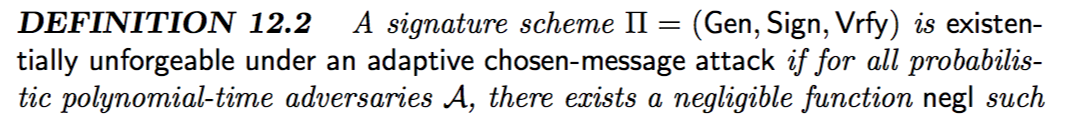 DEFINITION 12.2 A signature scheme Π = (Gen, Sign, Vrfy) is existen-
tially unforgeable under an adaptive chosen-message attack if for all probabilis-
tic polynomial-time adversaries 𝒜, there exists a negligible function negl such